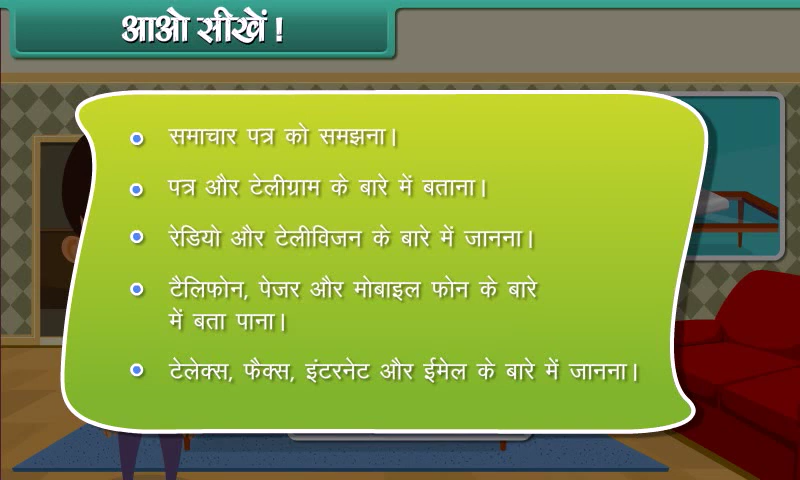 आओ सीखें!
समाचार पत्र को समझना।
पत्र और टेलीग्राम के बारे में बताना।
रेडियो और टेलीविजन के बारे में जानना।
टैलिफोन, पेजर और मोबाइल फोन के बारे
में बता पाना।
टेलेक्स, फैक्स, इंटरनेट और ईमेल के बारे में जानना।